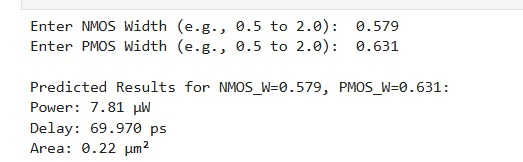 Enter NMOS Width (e.g., 0.5 to 2.0):  0.579
Enter PMOS Width (e.g., 0.5 to 2.0):  0.631
Predicted Results for NMOS_W=0.579, PMOS_W=0.631:
Power: 7.81 μW
Delay: 69.970 ps
Area: 0.22 μm²